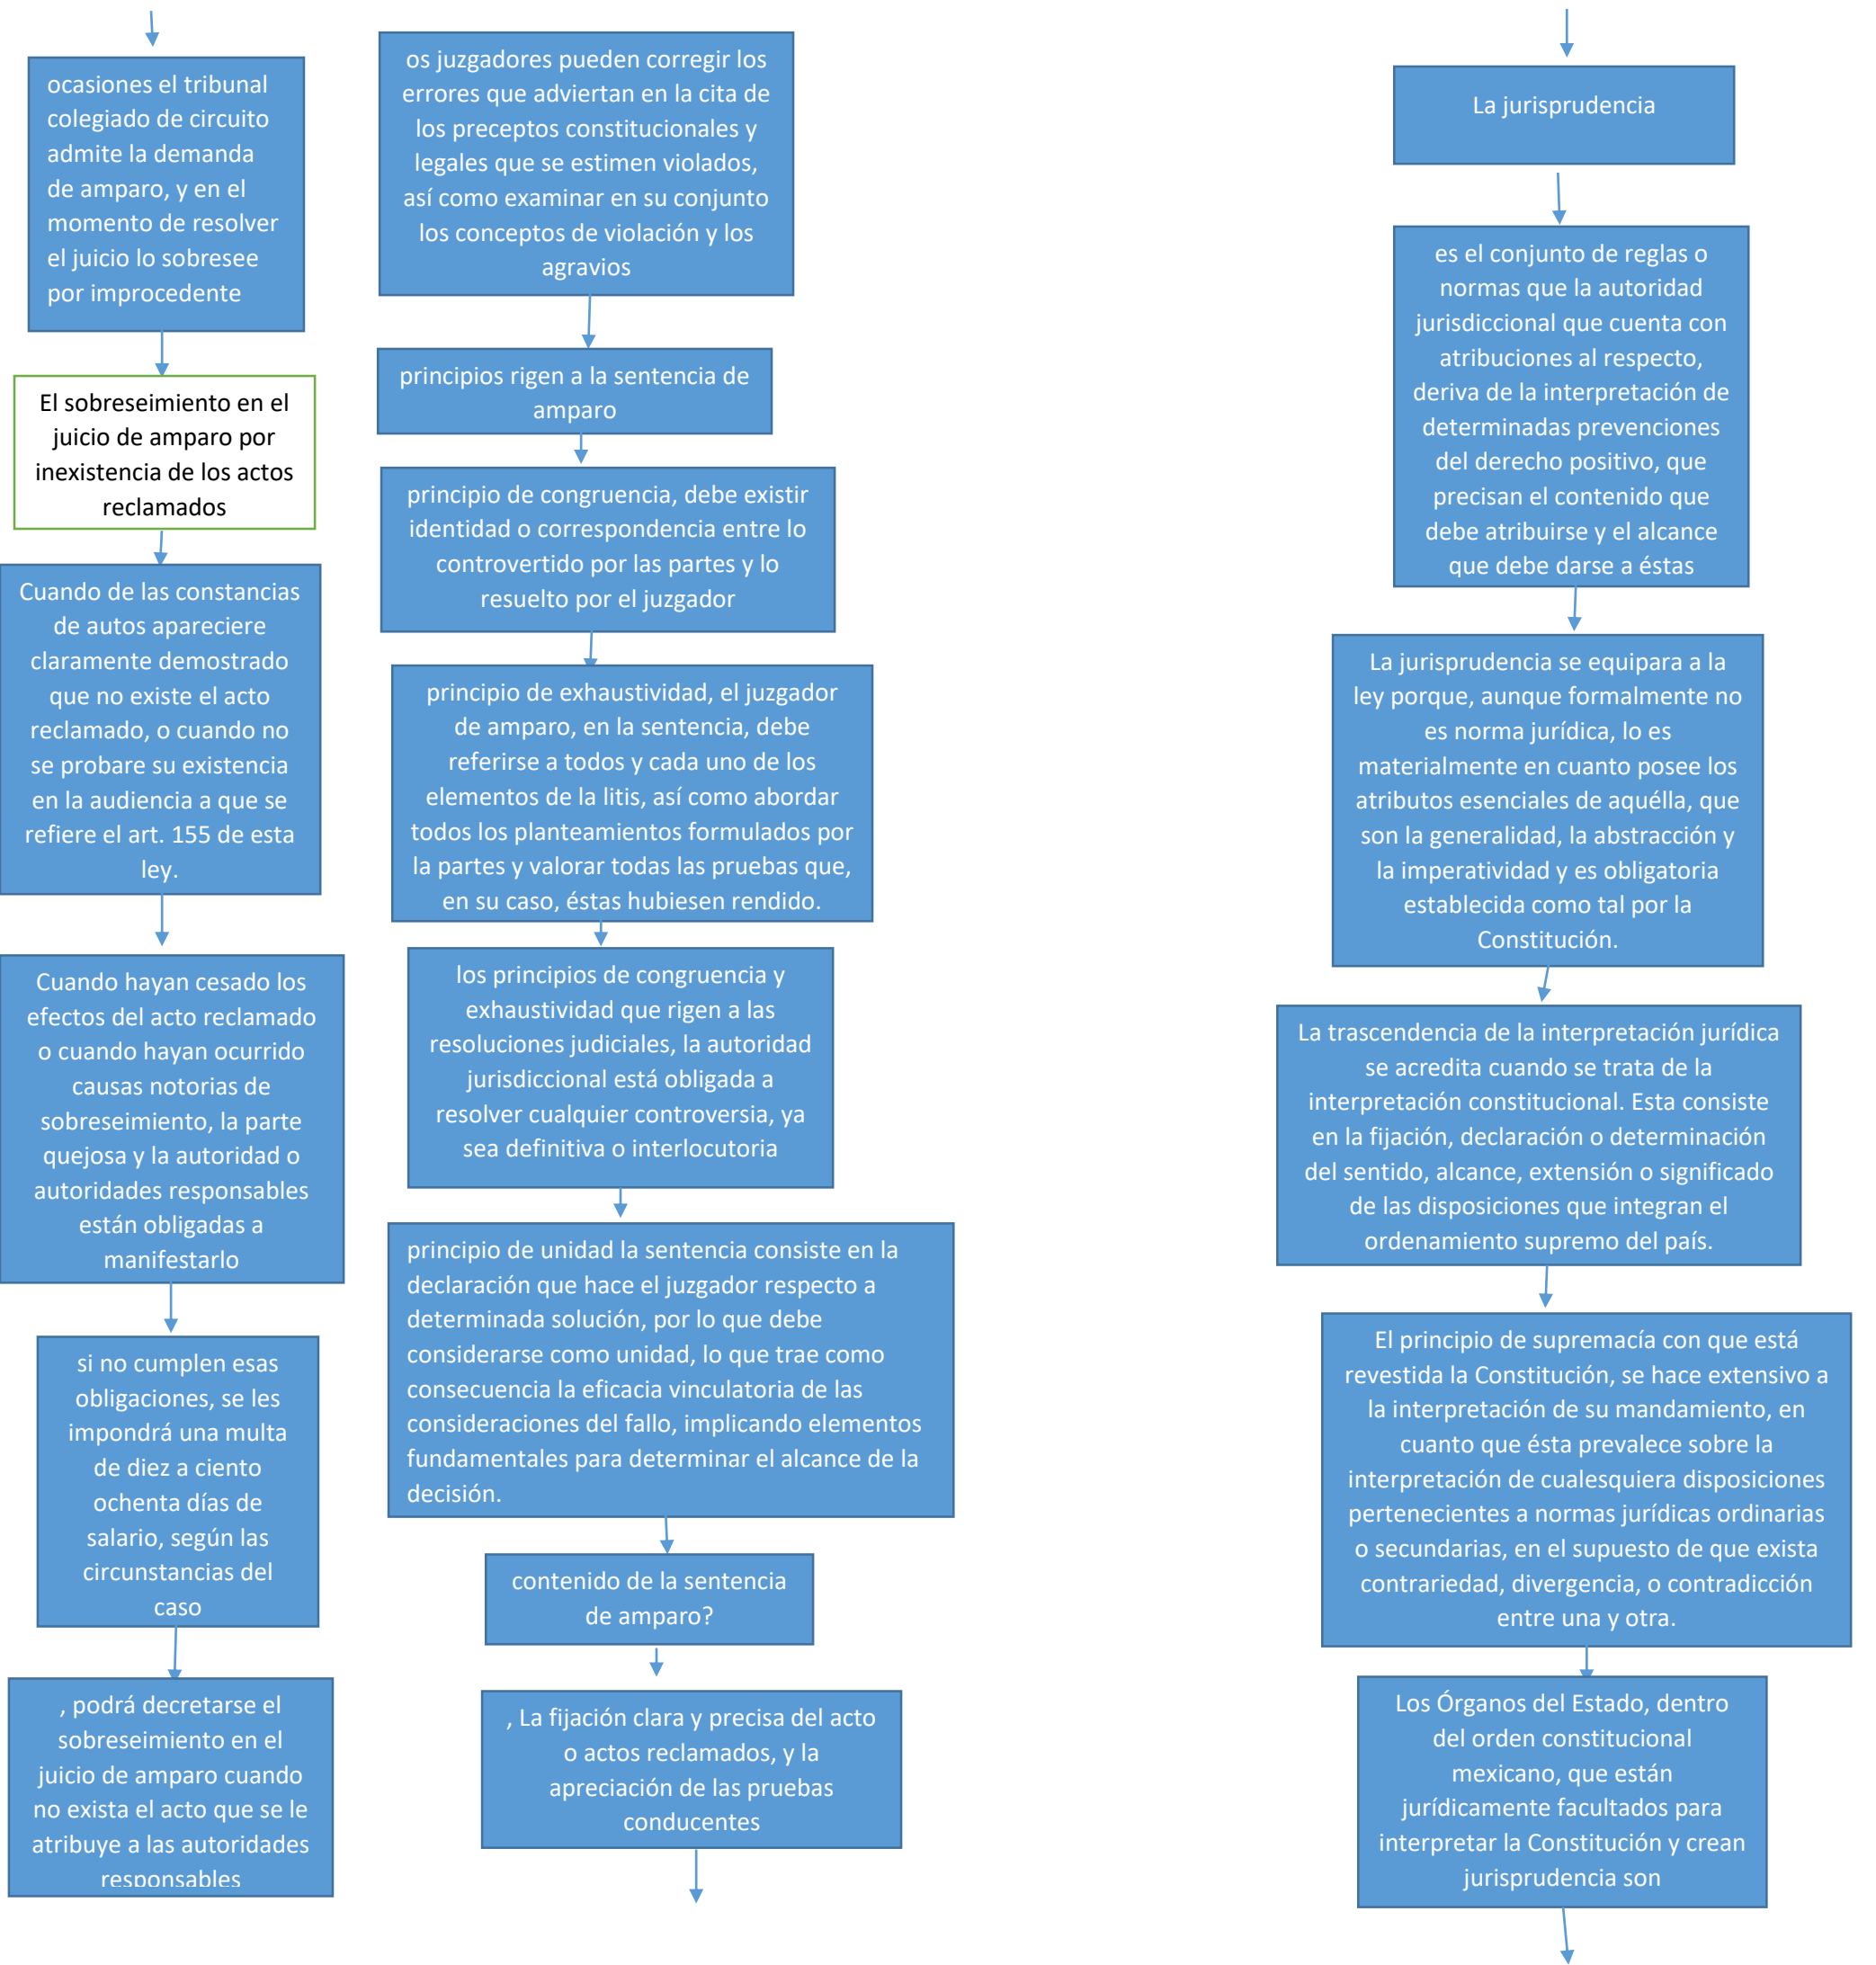 ocasiones el tribunal
colegiado de circuito
admite la demanda
de amparo, y en el
momento de resolver
el juicio lo sobresee
por improcedente
El sobreseimiento en el
juicio de amparo por
inexistencia de los actos
reclamados
Cuando de las constancias
de autos apareciere
claramente demostrado
que no existe el acto
reclamado, o cuando no
se probare su existencia
en la audiencia a que se
refiere el art. 155 de esta
ley.
Cuando hayan cesado los
efectos del acto reclamado
o cuando hayan ocurrido
causas notorias de
sobreseimiento, la parte
quejosa y la autoridad o
autoridades responsables
están obligadas a
manifestarlo
si no cumplen esas
obligaciones, se les
impondrá una multa
de diez a ciento
ochenta días de
salario, según las
circunstancias del
caso
, podrá decretarse el
sobreseimiento en el
juicio de amparo cuando
no exista el acto que se le
atribuye a las autoridades
responsables
os juzgadores pueden corregir los
errores que adviertan en la cita de
los preceptos constitucionales y
legales que se estimen violados,
así como examinar en su conjunto
los conceptos de violación y los
agravios
principios rigen a la sentencia de
amparo
principio de congruencia, debe existir
identidad o correspondencia entre lo
controvertido por las partes y lo
resuelto por el juzgador
principio de exhaustividad, el juzgador
de amparo, en la sentencia, debe
referirse a todos y cada uno de los
elementos de la litis, así como abordar
todos los planteamientos formulados por
la partes y valorar todas las pruebas que,
en su caso, éstas hubiesen rendido.
los principios de congruencia y
exhaustividad que rigen a las
resoluciones judiciales, la autoridad
jurisdiccional está obligada a
resolver cualquier controversia, ya
sea definitiva o interlocutoria
principio de unidad la sentencia consiste en la
declaración que hace el juzgador respecto a
determinada solución, por lo que debe
considerarse como unidad, lo que trae como
consecuencia la eficacia vinculatoria de las
consideraciones del fallo, implicando elementos
fundamentales para determinar el alcance de la
decisión.
contenido de la sentencia
de amparo?
, La fijación clara y precisa del acto
o actos reclamados, y la
apreciación de las pruebas
conducentes
La jurisprudencia
es el conjunto de reglas o
normas que la autoridad
jurisdiccional que cuenta con
atribuciones al respecto,
deriva de la interpretación de
determinadas prevenciones
del derecho positivo, que
precisan el contenido que
debe atribuirse y el alcance
que debe darse a éstas
La jurisprudencia se equipara a la
ley porque, aunque formalmente no
es norma jurídica, lo es
materialmente en cuanto posee los
atributos esenciales de aquélla, que
son la generalidad, la abstracción y
la imperatividad y es obligatoria
establecida como tal por la
Constitución.
La trascendencia de la interpretación jurídica
se acredita cuando se trata de la
interpretación constitucional. Esta consiste
en la fijación, declaración o determinación
del sentido, alcance, extensión o significado
de las disposiciones que integran el
ordenamiento supremo del país.
El principio de supremacía con que está
revestida la Constitución, se hace extensivo a
la interpretación de su mandamiento, en
cuanto que ésta prevalece sobre la
interpretación de cualesquiera disposiciones
pertenecientes a normas jurídicas ordinarias
o secundarias, en el supuesto de que exista
contrariedad, divergencia, o contradicción
entre una y otra.
Los Órganos del Estado, dentro
del orden constitucional
mexicano, que están
jurídicamente facultados para
interpretar la Constitución y crean
jurisprudencia son